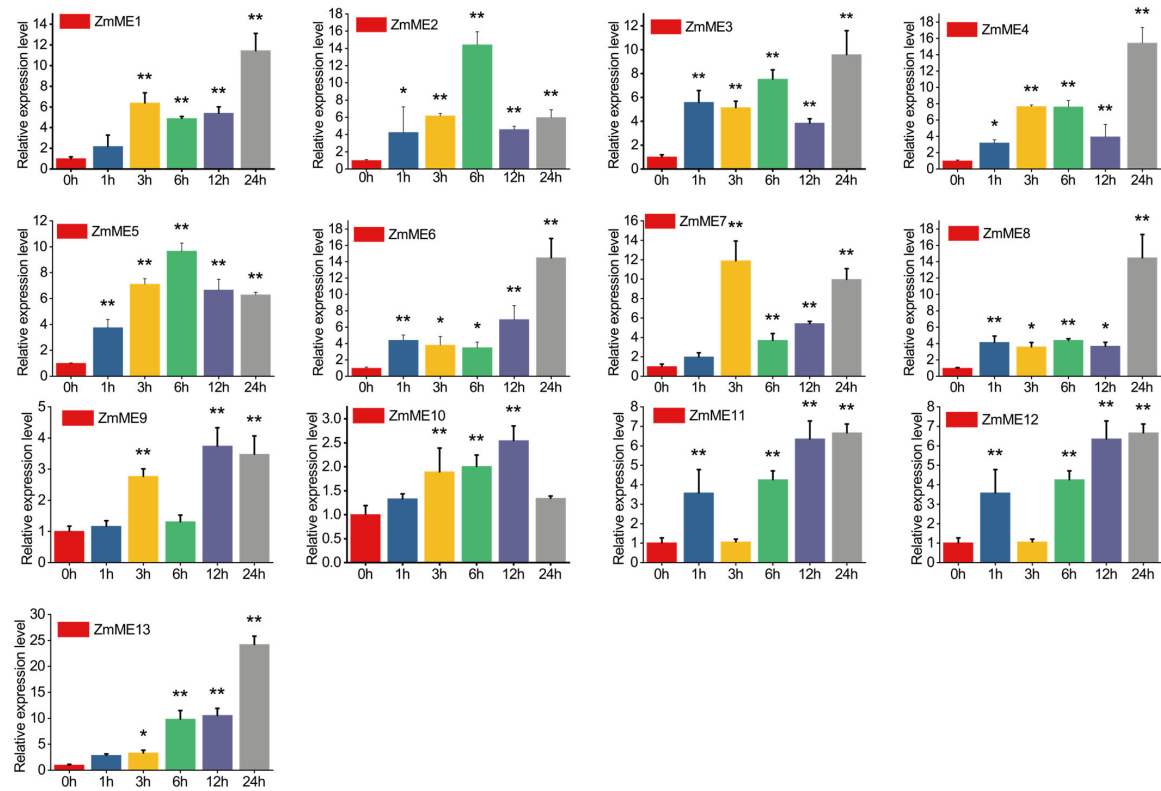 ZmME1
Relative expression level
14
12
10
8
6
4
2
0
** ** ** **
0h 1h 3h 6h 12h 24h
ZmME2
Relative expression level
18
16
14
12
10
8
6
4
2
0
* ** ** ** **
0h 1h 3h 6h 12h 24h
ZmME3
Relative expression level
12
10
8
6
4
2
0
** ** ** ** **
0h 1h 3h 6h 12h 24h
ZmME4
Relative expression level
18
16
14
12
10
8
6
4
2
0
* ** ** ** **
0h 1h 3h 6h 12h 24h
ZmME5
Relative expression level
12
10
8
6
4
2
0
** ** ** ** **
0h 1h 3h 6h 12h 24h
ZmME6
Relative expression level
18
16
14
12
10
8
6
4
2
0
** * * ** **
0h 1h 3h 6h 12h 24h
ZmME7
Relative expression level
16
14
12
10
8
6
4
2
0
** ** ** **
0h 1h 3h 6h 12h 24h
ZmME8
Relative expression level
18
16
14
12
10
8
6
4
2
0
** * ** * **
0h 1h 3h 6h 12h 24h
ZmME9
Relative expression level
5
4
3
2
1
0
** ** **
0h 1h 3h 6h 12h 24h
ZmME10
Relative expression level
3.0
2.5
2.0
1.5
1.0
0.5
0.0
** ** **
0h 1h 3h 6h 12h 24h
ZmME11
Relative expression level
8
7
6
5
4
3
2
1
0
** ** ** **
0h 1h 3h 6h 12h 24h
ZmME12
Relative expression level
8
7
6
5
4
3
2
1
0
** ** ** **
0h 1h 3h 6h 12h 24h
ZmME13
Relative expression level
30
25
20
15
10
5
0
* ** ** **
0h 1h 3h 6h 12h 24h